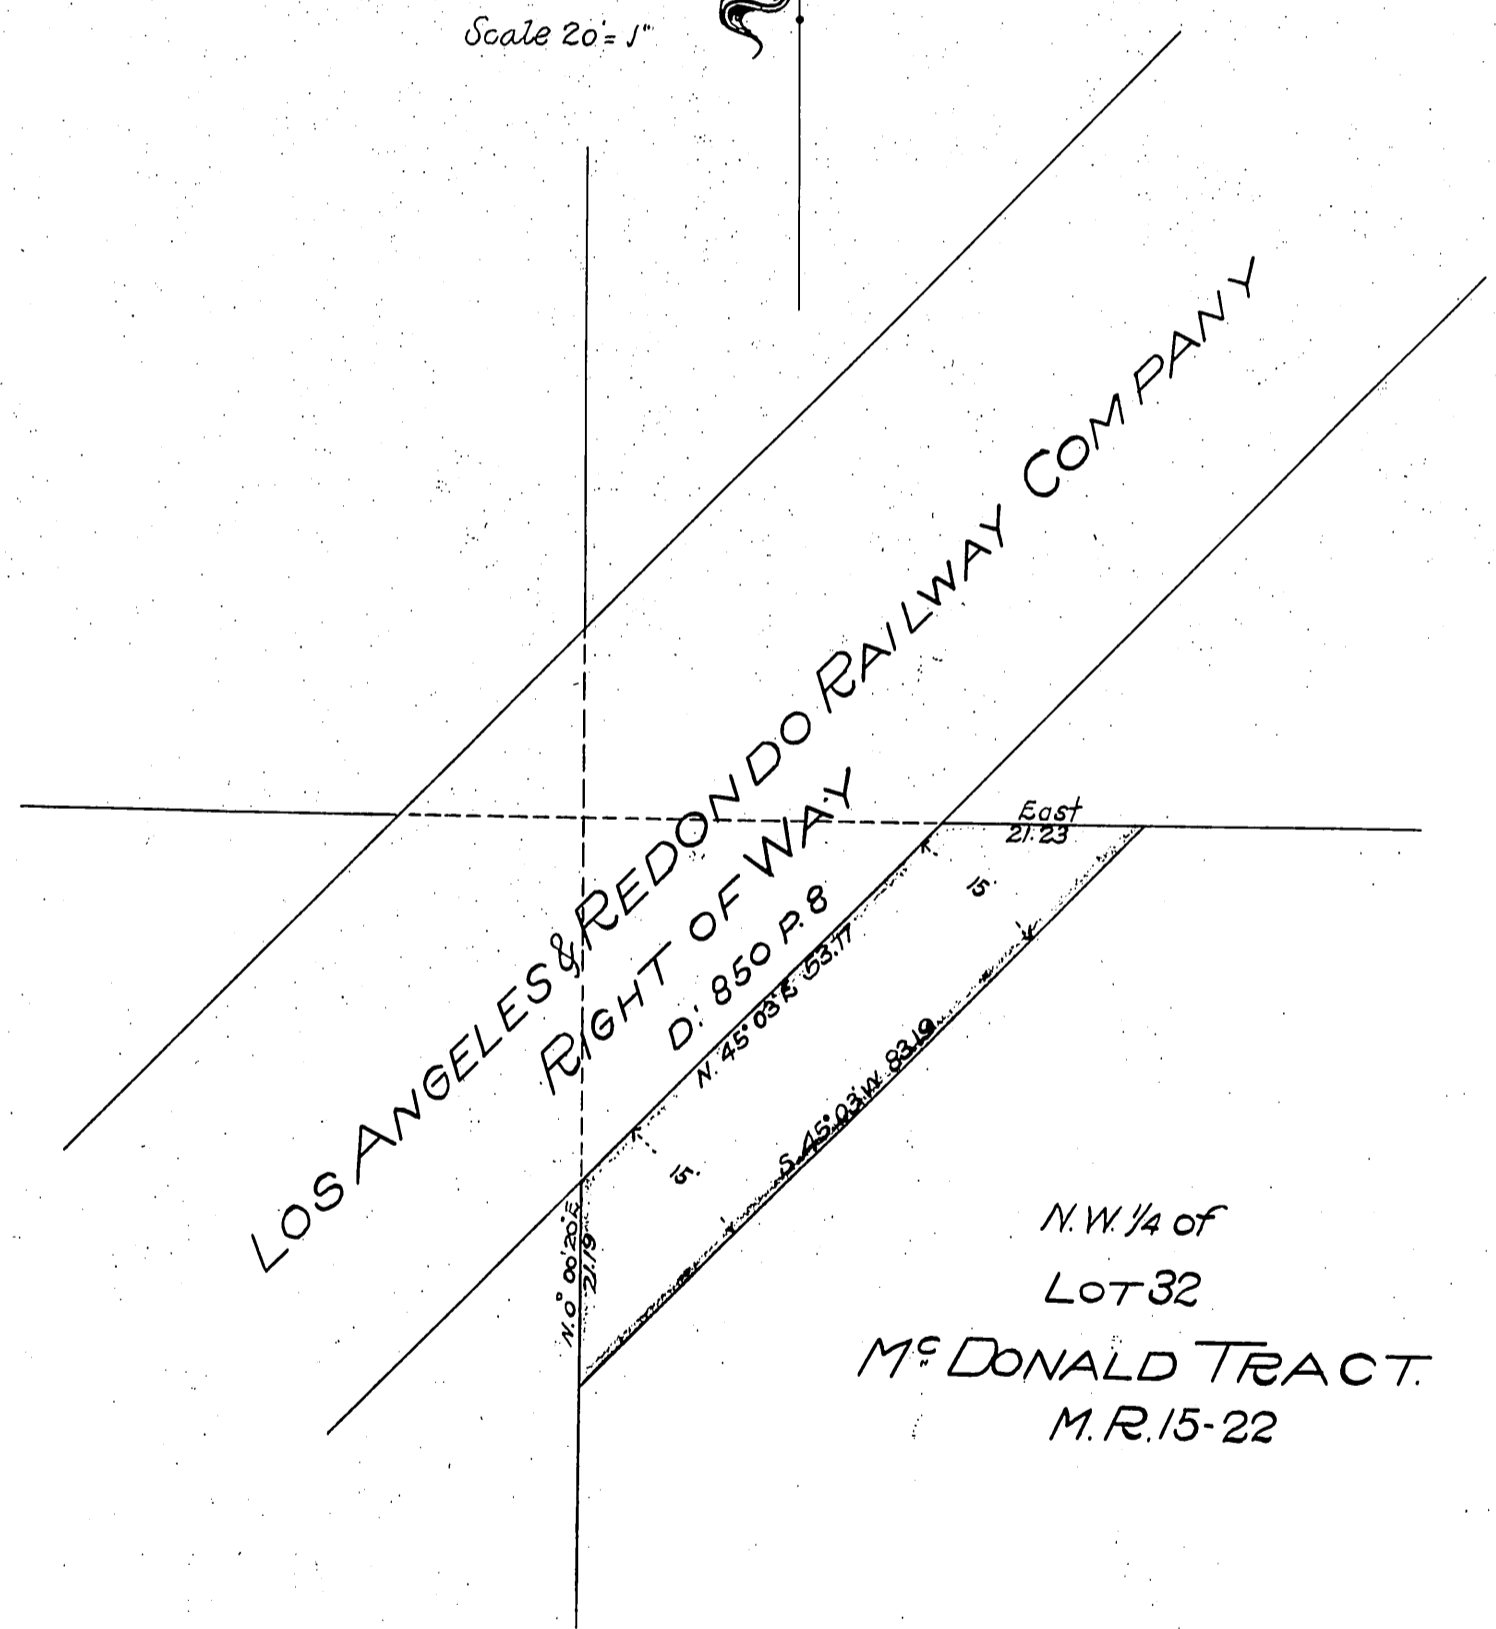 Scale 20'= 1"
LOS ANGELES & REDONDO RAILWAY COMPANY
RIGHT OF WAY
D: 850 P. 8
East
21.23
15.
N. 45° 03' E 53.17
S. 45° 03' W. 83.19
15.
N. 0° 00' 20" E
21.19
N.W. 1/4 of
LOT 32
Mc DONALD TRACT.
M.R. 15-22